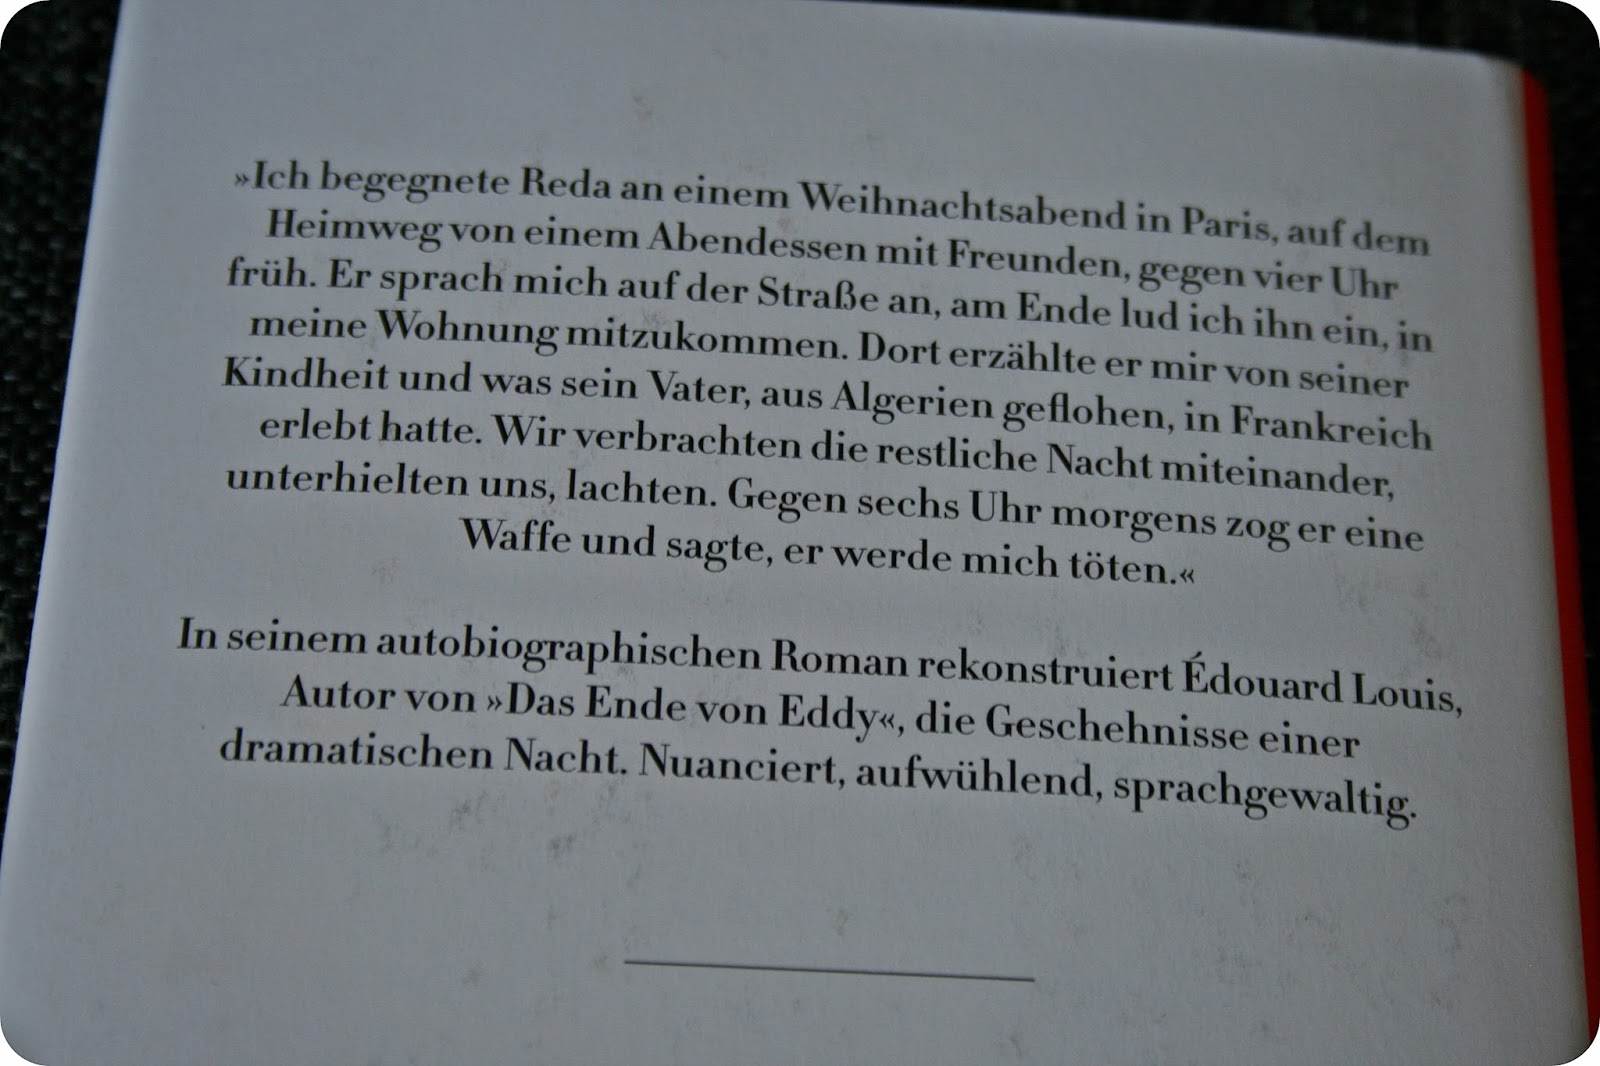 »Ich begegnete Reda an einem Weihnachtsabend in Paris, auf dem
Heimweg von einem Abendessen mit Freunden, gegen vier Uhr
früh. Er sprach mich auf der Straße an, am Ende lud ich ihn ein, in
meine Wohnung mitzukommen. Dort erzählte er mir von seiner
Kindheit und was sein Vater, aus Algerien geflohen, in Frankreich
erlebt hatte. Wir verbrachten die restliche Nacht miteinander,
unterhielten uns, lachten. Gegen sechs Uhr morgens zog er eine
Waffe und sagte, er werde mich töten.«
In seinem autobiographischen Roman rekonstruiert Édouard Louis,
Autor von »Das Ende von Eddy«, die Geschehnisse einer
dramatischen Nacht. Nuanciert, aufwühlend, sprachgewaltig.